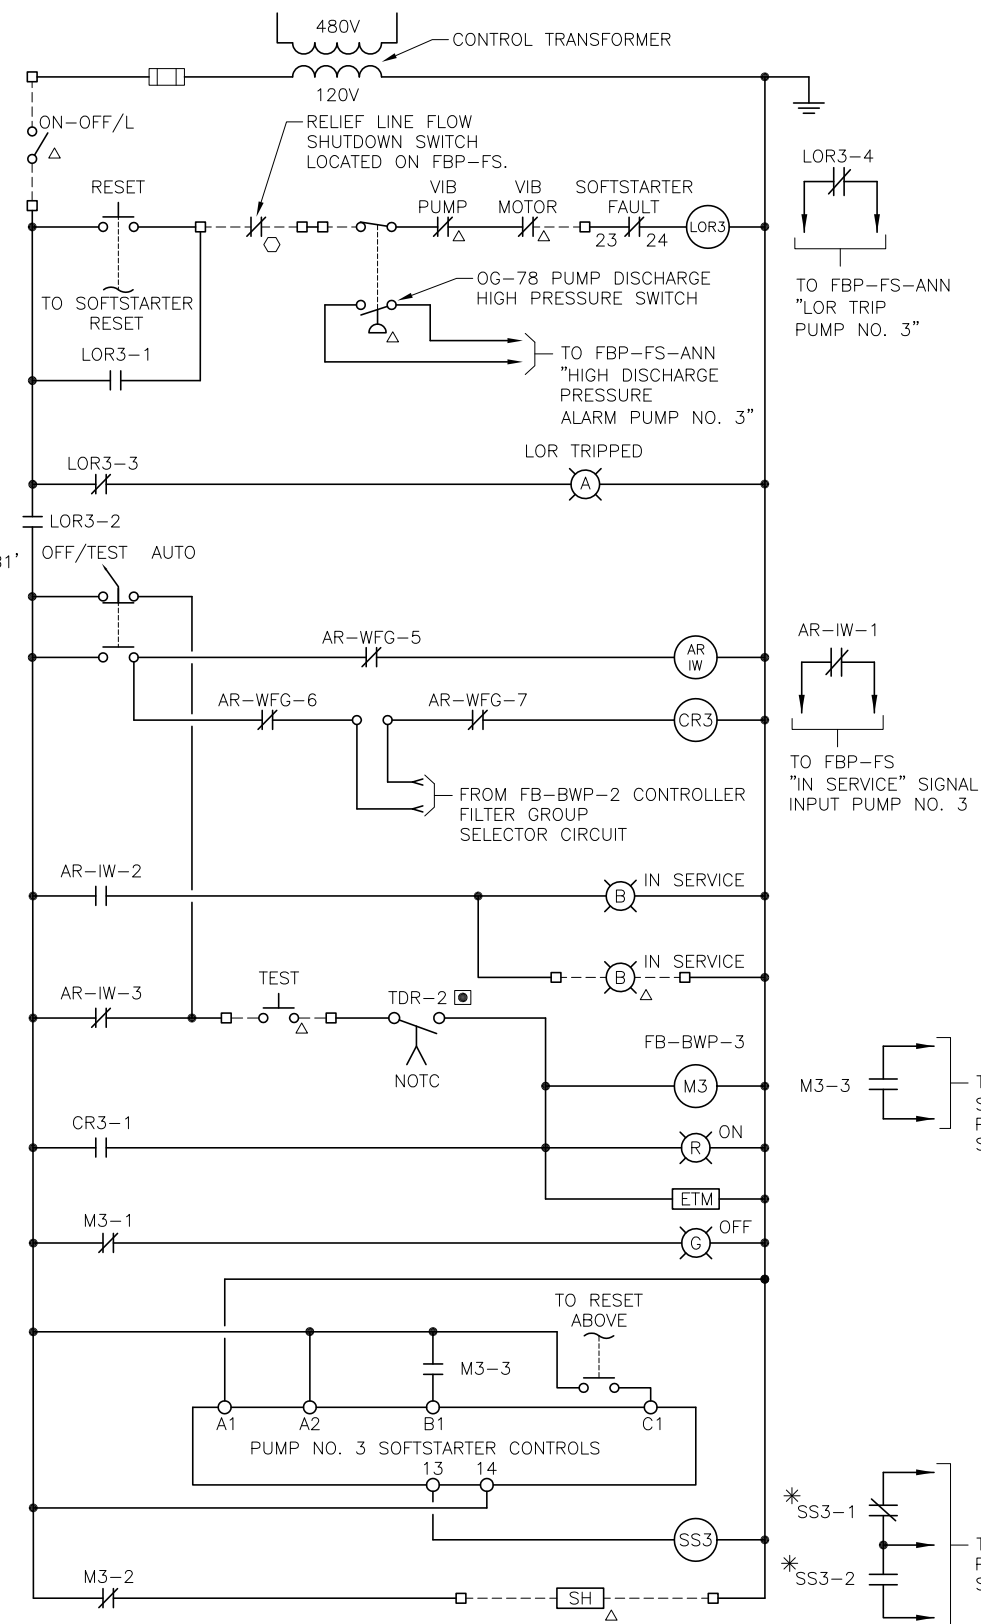 480V
CONTROL TRANSFORMER
120V
ON-OFF/L
RELIEF LINE FLOW
SHUTDOWN SWITCH
LOCATED ON FBP-FS.
LOR3-4
RESET
VIB
PUMP
VIB
MOTOR
SOFTSTARTER
FAULT
LOR3
23 24
TO SOFTSTARTER
RESET
OG-78 PUMP DISCHARGE
HIGH PRESSURE SWITCH
TO FBP-FS-ANN
"LOR TRIP
PUMP NO. 3"
LOR3-1
TO FBP-FS-ANN
"HIGH DISCHARGE
PRESSURE
ALARM PUMP NO. 3"
LOR TRIPPED
LOR3-3
A
LOR3-2
31'
OFF/TEST AUTO
AR-WFG-5
AR
IW
AR-IW-1
AR-WFG-6
AR-WFG-7
CR3
TO FBP-FS
"IN SERVICE" SIGNAL
INPUT PUMP NO. 3
FROM FB-BWP-2 CONTROLLER
FILTER GROUP
SELECTOR CIRCUIT
AR-IW-2
B
IN SERVICE
B
IN SERVICE
AR-IW-3
TEST
TDR-2
NOTC
FB-BWP-3
M3
M3-3
CR3-1
R
ON
ETM
M3-1
G
OFF
TO RESET
ABOVE
M3-3
A1 A2 B1 C1
PUMP NO. 3 SOFTSTARTER CONTROLS
13 14
SS3
*SS3-1
*SS3-2
M3-2
SH